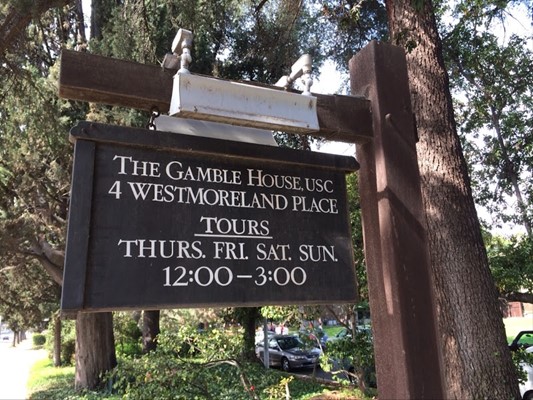 THE GAMBLE HOUSE, USC
4 WESTMORELAND PLACE
TOURS
THURS. FRI. SAT. SUN.
12:00 – 3:00